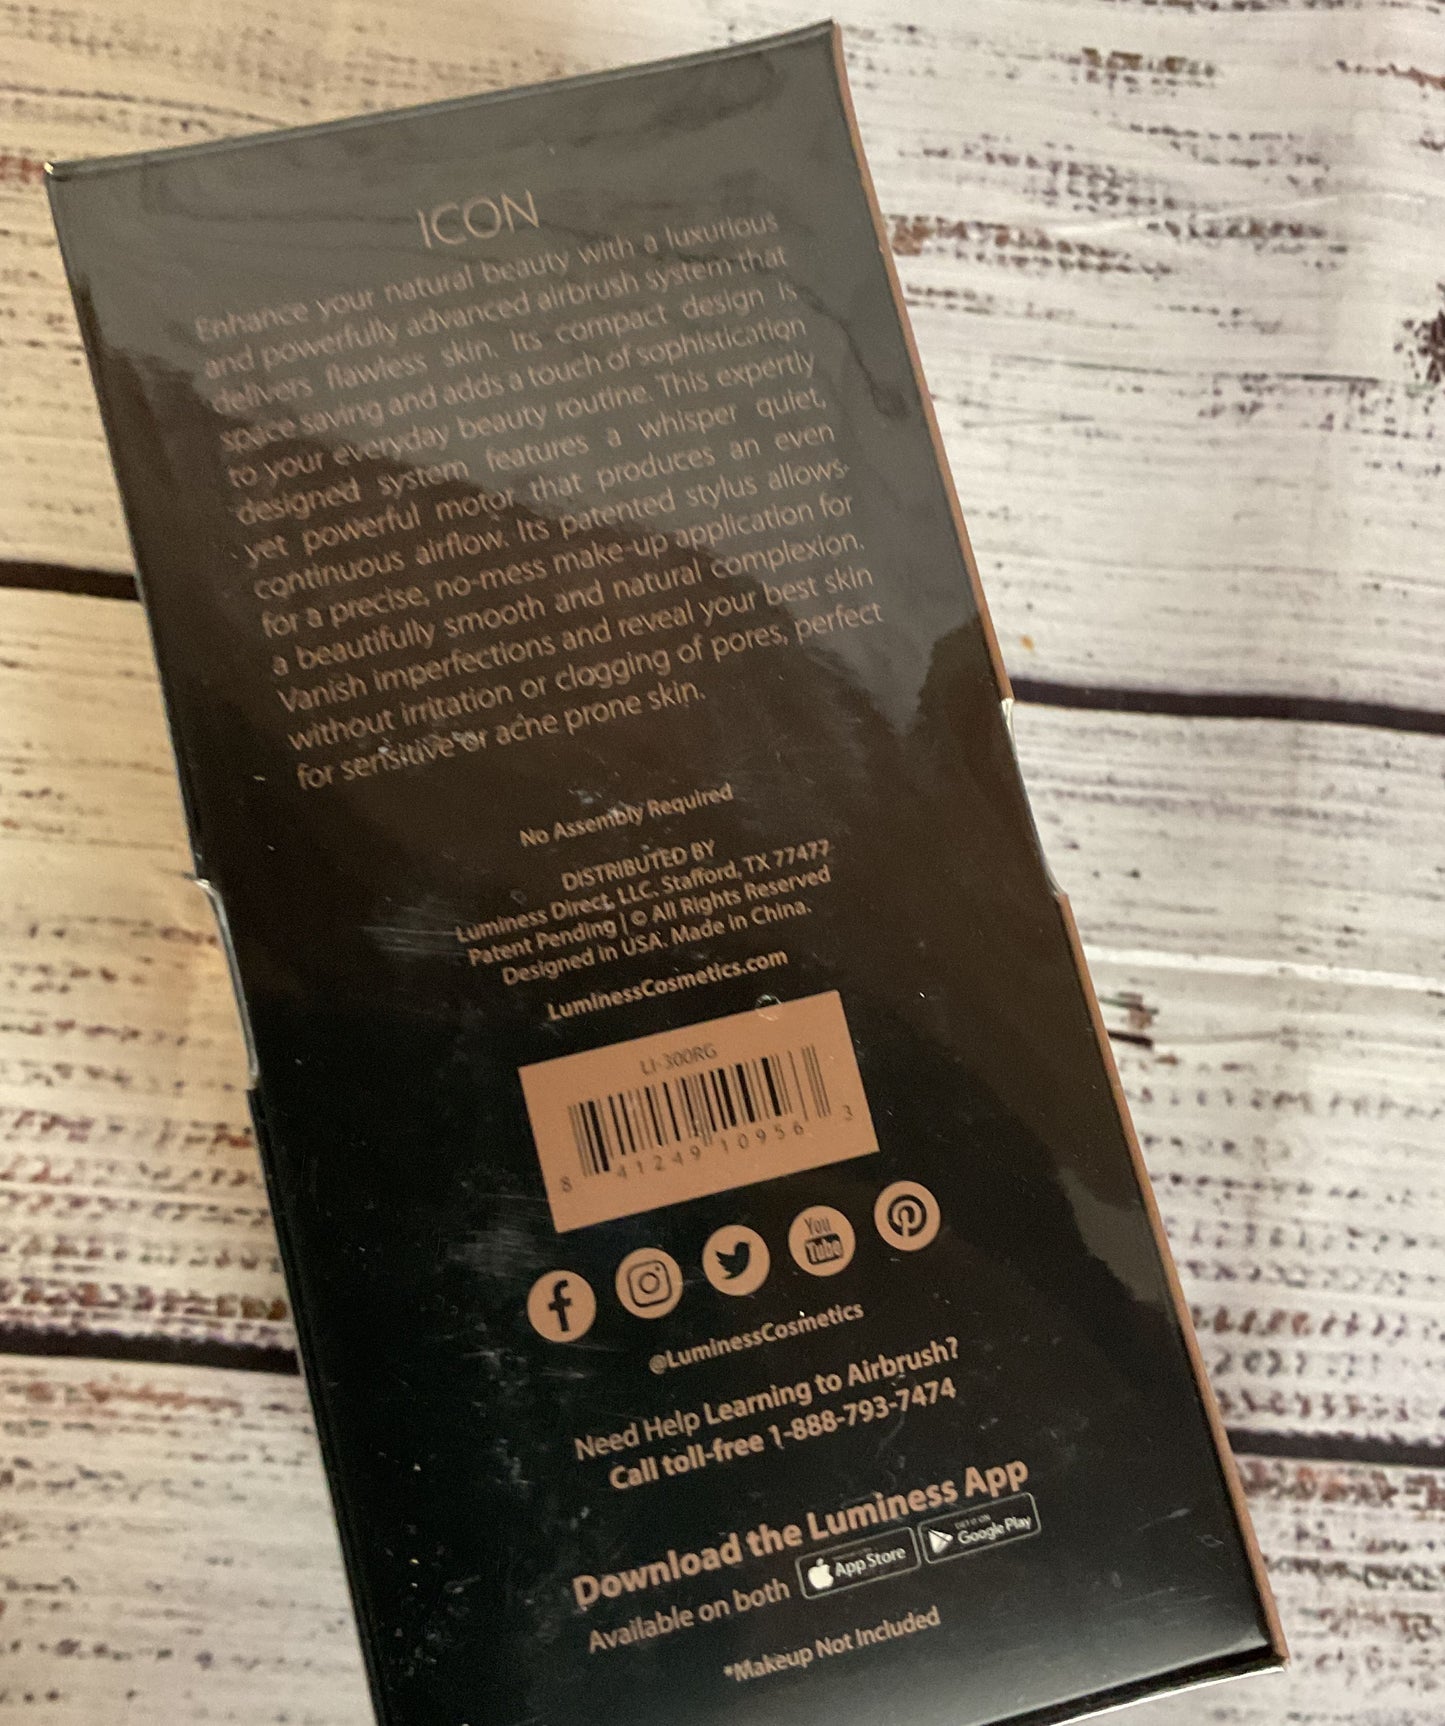 ICON
Enhance your natural beauty with a luxurious
and powerfully advanced airbrush system that
delivers flawless skin. Its compact design is
space saving and adds a touch of sophistication
to your everyday beauty routine. This expertly
designed system features a whisper quiet,
yet powerful motor that produces an even
continuous airflow. Its patented stylus allows
for a precise, no-mess make-up application for
a beautifully smooth and natural complexion.
Vanish imperfections and reveal your best skin
without irritation or clogging of pores, perfect
for sensitive or acne prone skin.
No Assembly Required
DISTRIBUTED BY
Luminess Direct, LLC. Stafford, TX 77477
Patent Pending | © All Rights Reserved
Designed in USA. Made in China.
LuminessCosmetics.com
LI-300RG
8 41249 10956 3
You
Tube
@LuminessCosmetics
Need Help Learning to Airbrush?
Call toll-free 1-888-793-7474
Download the Luminess App
Available on both App Store GET IT ON Google Play
*Makeup Not Included